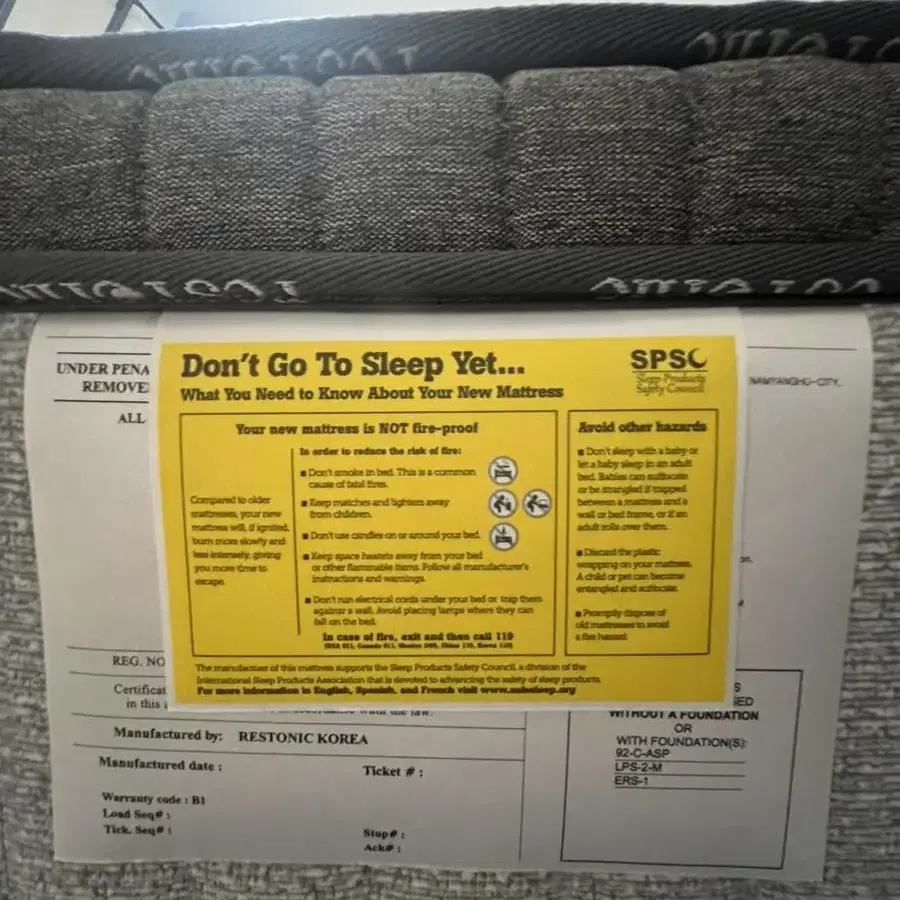 UNDER PENA
REMOVE
ALL
NAMYANGHU-CITY,
Don't Go To Sleep Yet...
What You Need to Know About Your New Mattress
SPSC
Sleep Products
Safety Council
Your new mattress is NOT fire-proof
Compared to older
mattresses, your new
mattress will, if ignited,
burn more slowly and
less intensely, giving
you more time to
escape.
In order to reduce the risk of fire:
■ Don't smoke in bed. This is a common
cause of fatal fires.
■ Keep matches and lighters away
from children.
■ Don't use candles on or around your bed.
■ Keep space heaters away from your bed
or other flammable items. Follow all manufacturer's
instructions and warnings.
■ Don't run electrical cords under your bed or trap them
against a wall. Avoid placing lamps where they can
fall on the bed.
In case of fire, exit and then call 119
Avoid other hazards
■ Don't sleep with a baby or
let a baby sleep in an adult
bed. Babies can suffocate
or be strangled if trapped
between a mattress and a
wall or bed frame, or if an
adult rolls over them.
■ Discard the plastic
wrapping on your mattress.
A child or pet can become
entangled and suffocate.
■ Promptly dispose of
old mattresses to avoid
a fire hazard.
The manufacturer of this mattress supports the Sleep Products Safety Council, a division of the
International Sleep Products Association that is devoted to advancing the safety of sleep products.
For more information in English, Spanish, and French visit www.safesleep.org
REG. NO
Certificat
in this
Manufactured by: RESTONIC KOREA
Manufactured date :
Ticket # :
Warranty code : B1
Load Seq# :
Tick. Seq# :
Stop# :
Ack# :
WITHOUT A FOUNDATION
OR
WITH FOUNDATION(S):
92-C-ASP
LPS-2-M
ERS-1